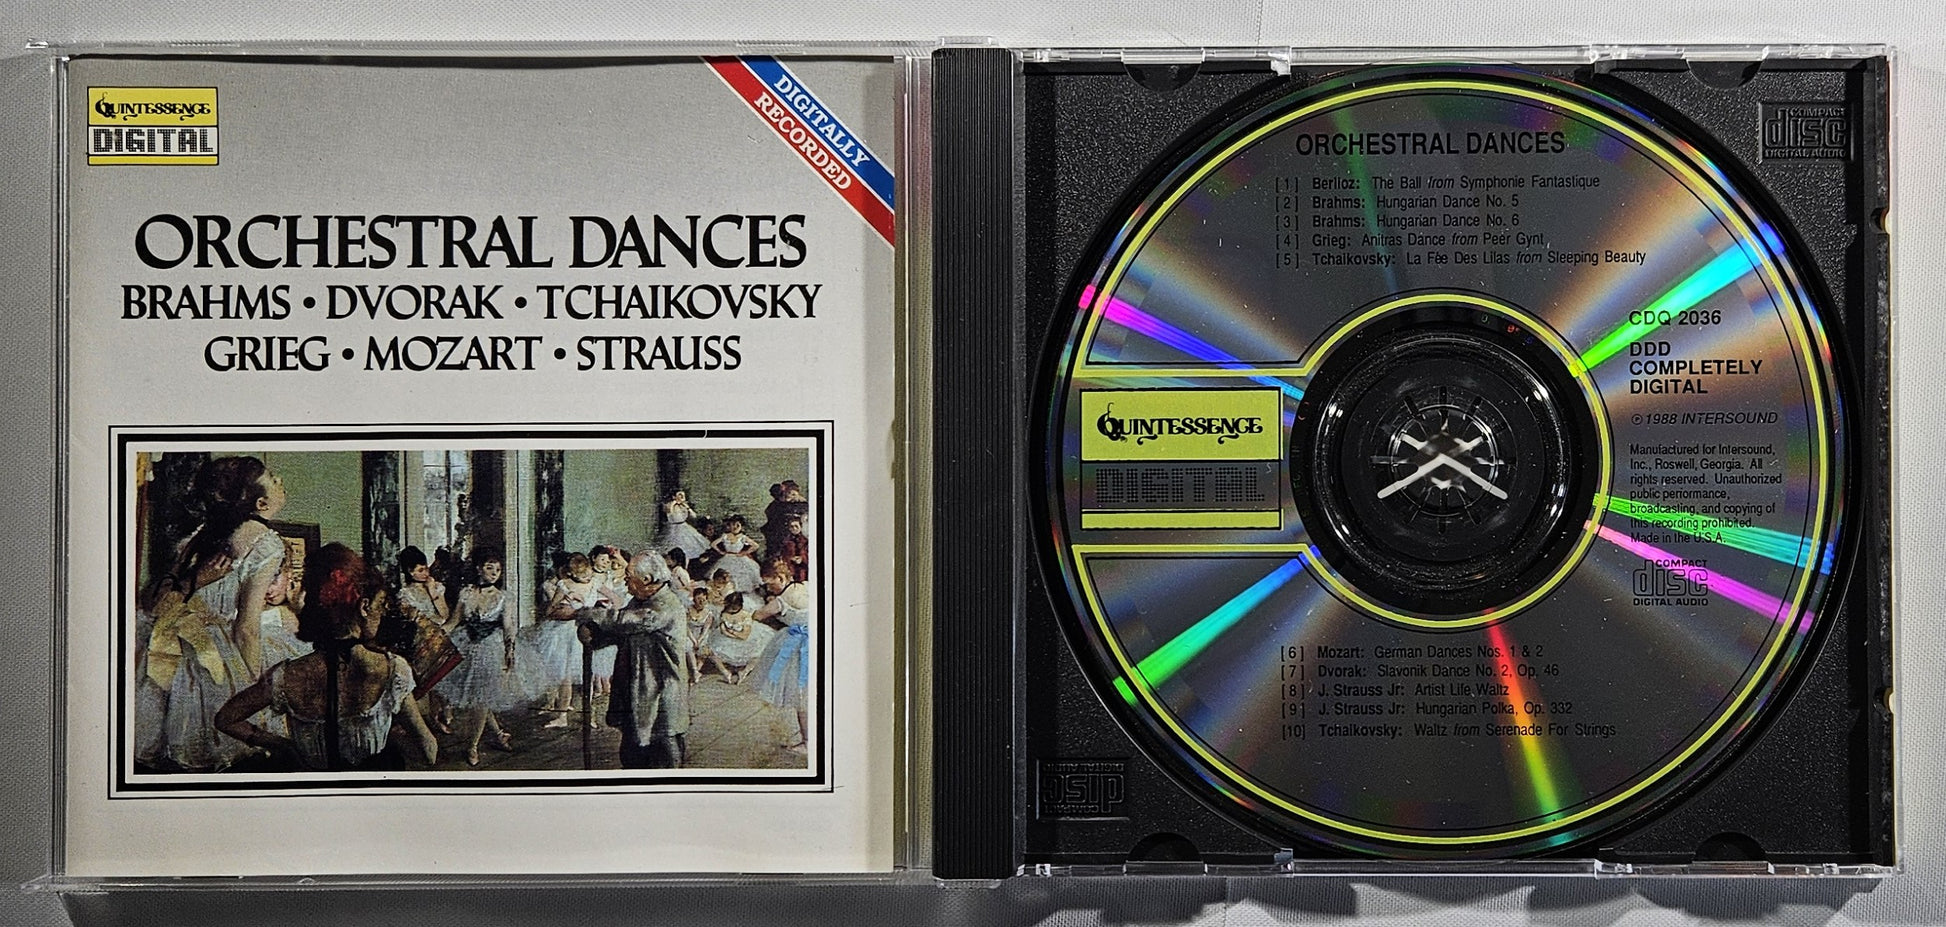 QUINTESSENCE
DIGITAL
DIGITALLY
RECORDED
ORCHESTRAL DANCES
BRAHMS • DVORAK • TCHAIKOVSKY
GRIEG • MOZART • STRAUSS
COMPACT
disc
DIGITAL AUDIO
ORCHESTRAL DANCES
[1] Berlioz: The Ball from Symphonie Fantastique
[2] Brahms: Hungarian Dance No. 5
[3] Brahms: Hungarian Dance No. 6
[4] Grieg: Anitras Dance from Peer Gynt
[5] Tchaikovsky: La Fée Des Lilas from Sleeping Beauty
CDQ 2036
DDD
COMPLETELY
DIGITAL
℗ 1988 INTERSOUND
Manufactured for Intersound,
Inc., Roswell, Georgia. All
rights reserved. Unauthorized
public performance,
broadcasting, and copying of
this recording prohibited.
Made in the U.S.A.
COMPACT
disc
DIGITAL AUDIO
QUINTESSENCE
DIGITAL
[6] Mozart: German Dances Nos. 1 & 2
[7] Dvorak: Slavonik Dance No. 2, Op. 46
[8] J. Strauss Jr: Artist Life Waltz
[9] J. Strauss Jr: Hungarian Polka, Op. 332
[10] Tchaikovsky: Waltz from Serenade For Strings
COMPACT
disc
DIGITAL AUDIO